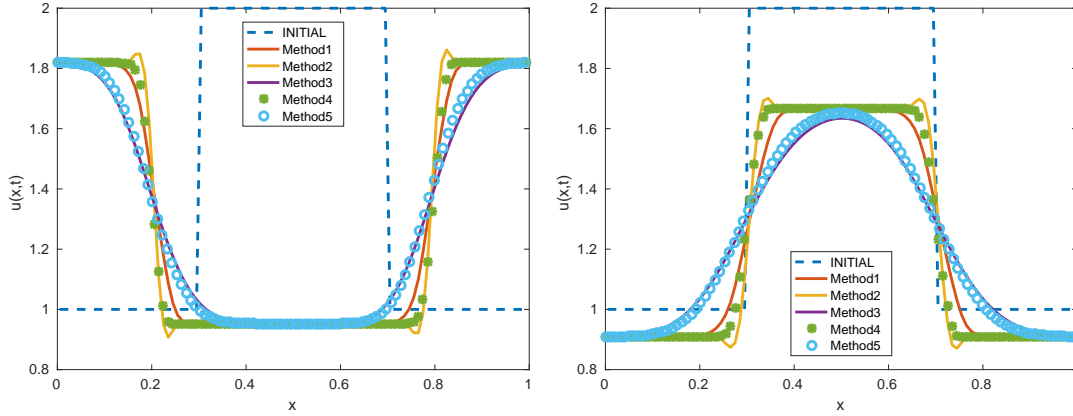 2
1.8
1.6
1.4
1.2
1
0.8
u(x,t)
0
0.2
0.4
0.6
0.8
1
x
INITIAL
Method1
Method2
Method3
Method4
Method5
2
1.8
1.6
1.4
1.2
1
0.8
u(x,t)
0
0.2
0.4
0.6
0.8
x
INITIAL
Method1
Method2
Method3
Method4
Method5